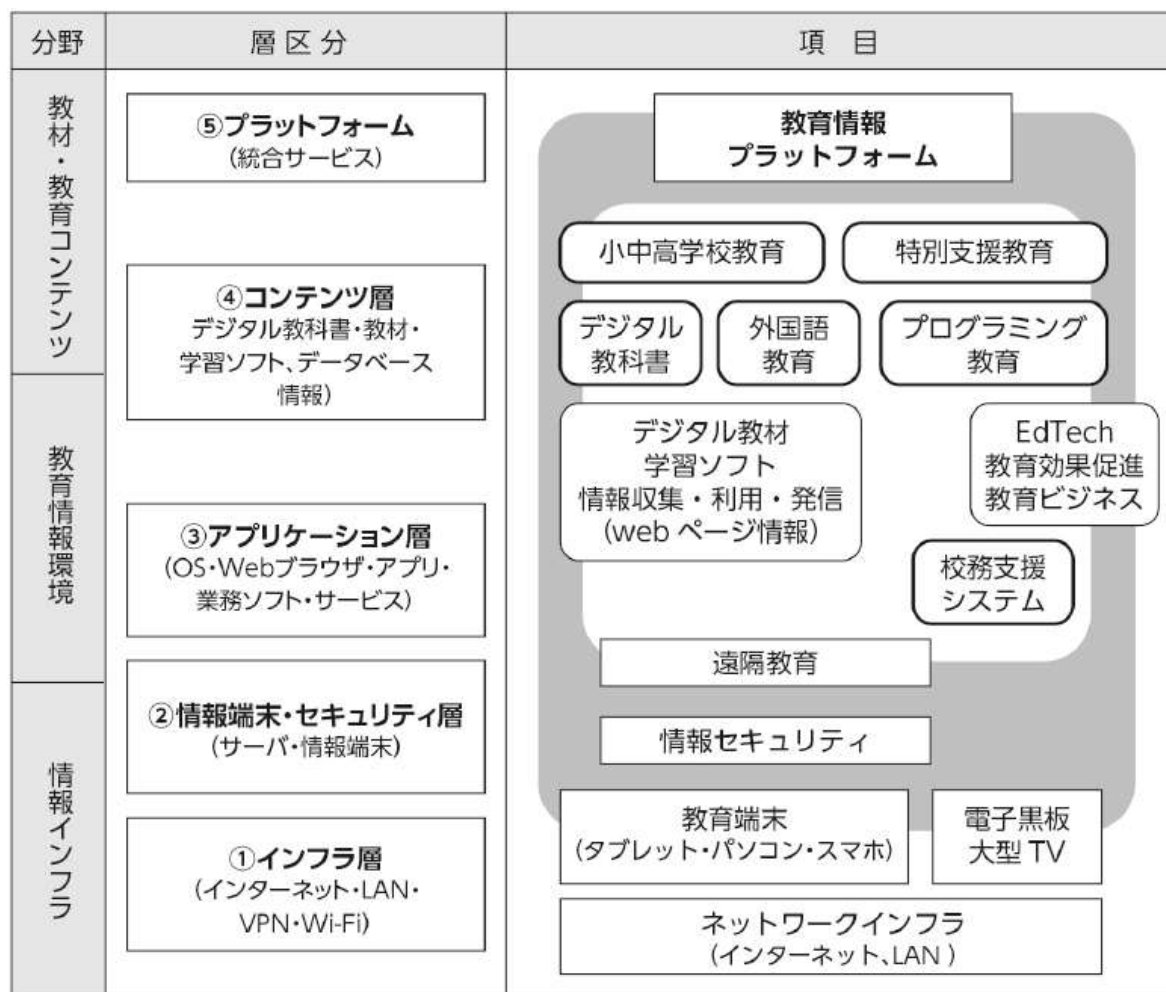 分野
層区分
項目
教材・教育コンテンツ
教育情報環境
情報インフラ
⑤プラットフォーム
(統合サービス)
④コンテンツ層
デジタル教科書・教材・
学習ソフト、データベース
情報)
③アプリケーション層
(OS・Webブラウザ・アプリ・
業務ソフト・サービス)
②情報端末・セキュリティ層
(サーバ・情報端末)
①インフラ層
(インターネット・LAN・
VPN・Wi-Fi)
教育情報
プラットフォーム
小中高学校教育
特別支援教育
デジタル
教科書
外国語
教育
プログラミング
教育
デジタル教材
学習ソフト
情報収集・利用・発信
(web ページ情報)
EdTech
教育効果促進
教育ビジネス
校務支援
システム
遠隔教育
情報セキュリティ
教育端末
(タブレット・パソコン・スマホ)
電子黒板
大型 TV
ネットワークインフラ
(インターネット、LAN )